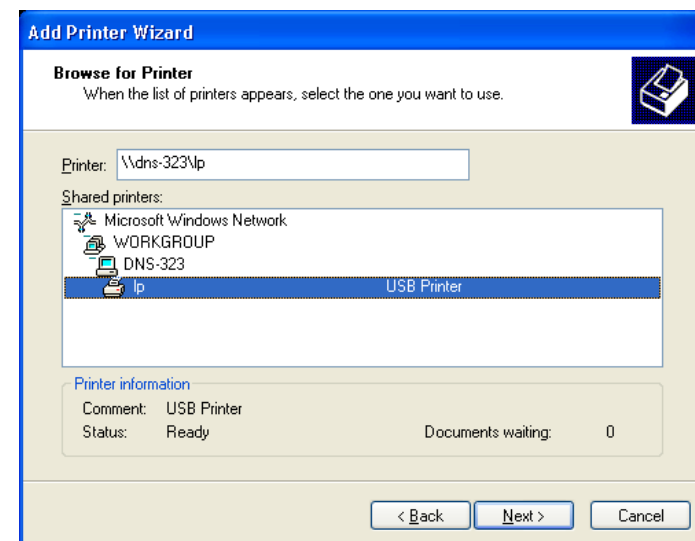 Add Printer Wizard
Browse for Printer
When the list of printers appears, select the one you want to use.
Printer: \\dns-323\lp
Shared printers:
Microsoft Windows Network
WORKGROUP
DNS-323
lp USB Printer
Printer information
Comment: USB Printer
Status: Ready Documents waiting: 0
< Back Next > Cancel